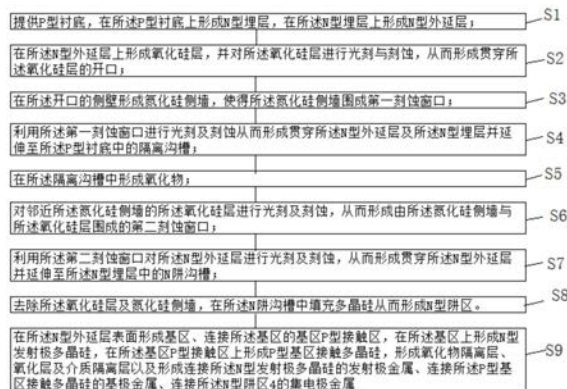 提供P型衬底，在所述P型衬底上形成N型埋层，在所述N型埋层上形成N型外延层；
S1
在所述N型外延层上形成氧化硅层，并对所述氧化硅层进行光刻与刻蚀，从而形成贯穿所
述氧化硅层的开口；
S2
在所述开口的侧壁形成氮化硅侧墙，使得所述氮化硅侧墙围成第一刻蚀窗口；
S3
利用所述第一刻蚀窗口进行光刻及刻蚀从而形成贯穿所述N型外延层及所述N型埋层并延
伸至所述P型衬底中的隔离沟槽；
S4
在所述隔离沟槽中形成氧化物；
S5
对邻近所述氮化硅侧墙的所述氧化硅层进行光刻及刻蚀，从而形成由所述氮化硅侧墙与
所述氧化硅层围成的第二刻蚀窗口；
S6
利用所述第二刻蚀窗口对所述N型外延层进行光刻及刻蚀，从而形成贯穿所述N型外延层
并延伸至所述N型埋层中的N阱沟槽；
S7
去除所述氧化硅层及氮化硅侧墙，在所述N阱沟槽中填充多晶硅从而形成N型阱区。
S8
在所述N型外延层表面形成基区、连接所述基区的基区P型接触区，在所述基区上形成N型
发射极多晶硅，在所述基区P型接触区上形成P型基区接触多晶硅，形成氧化物隔离层、
氧化层及介质隔离层以及形成连接所述N型发射极多晶硅的发射极金属、连接所述P型基
区接触多晶硅的基极金属、连接所述N型阱区4的集电极金属
S9